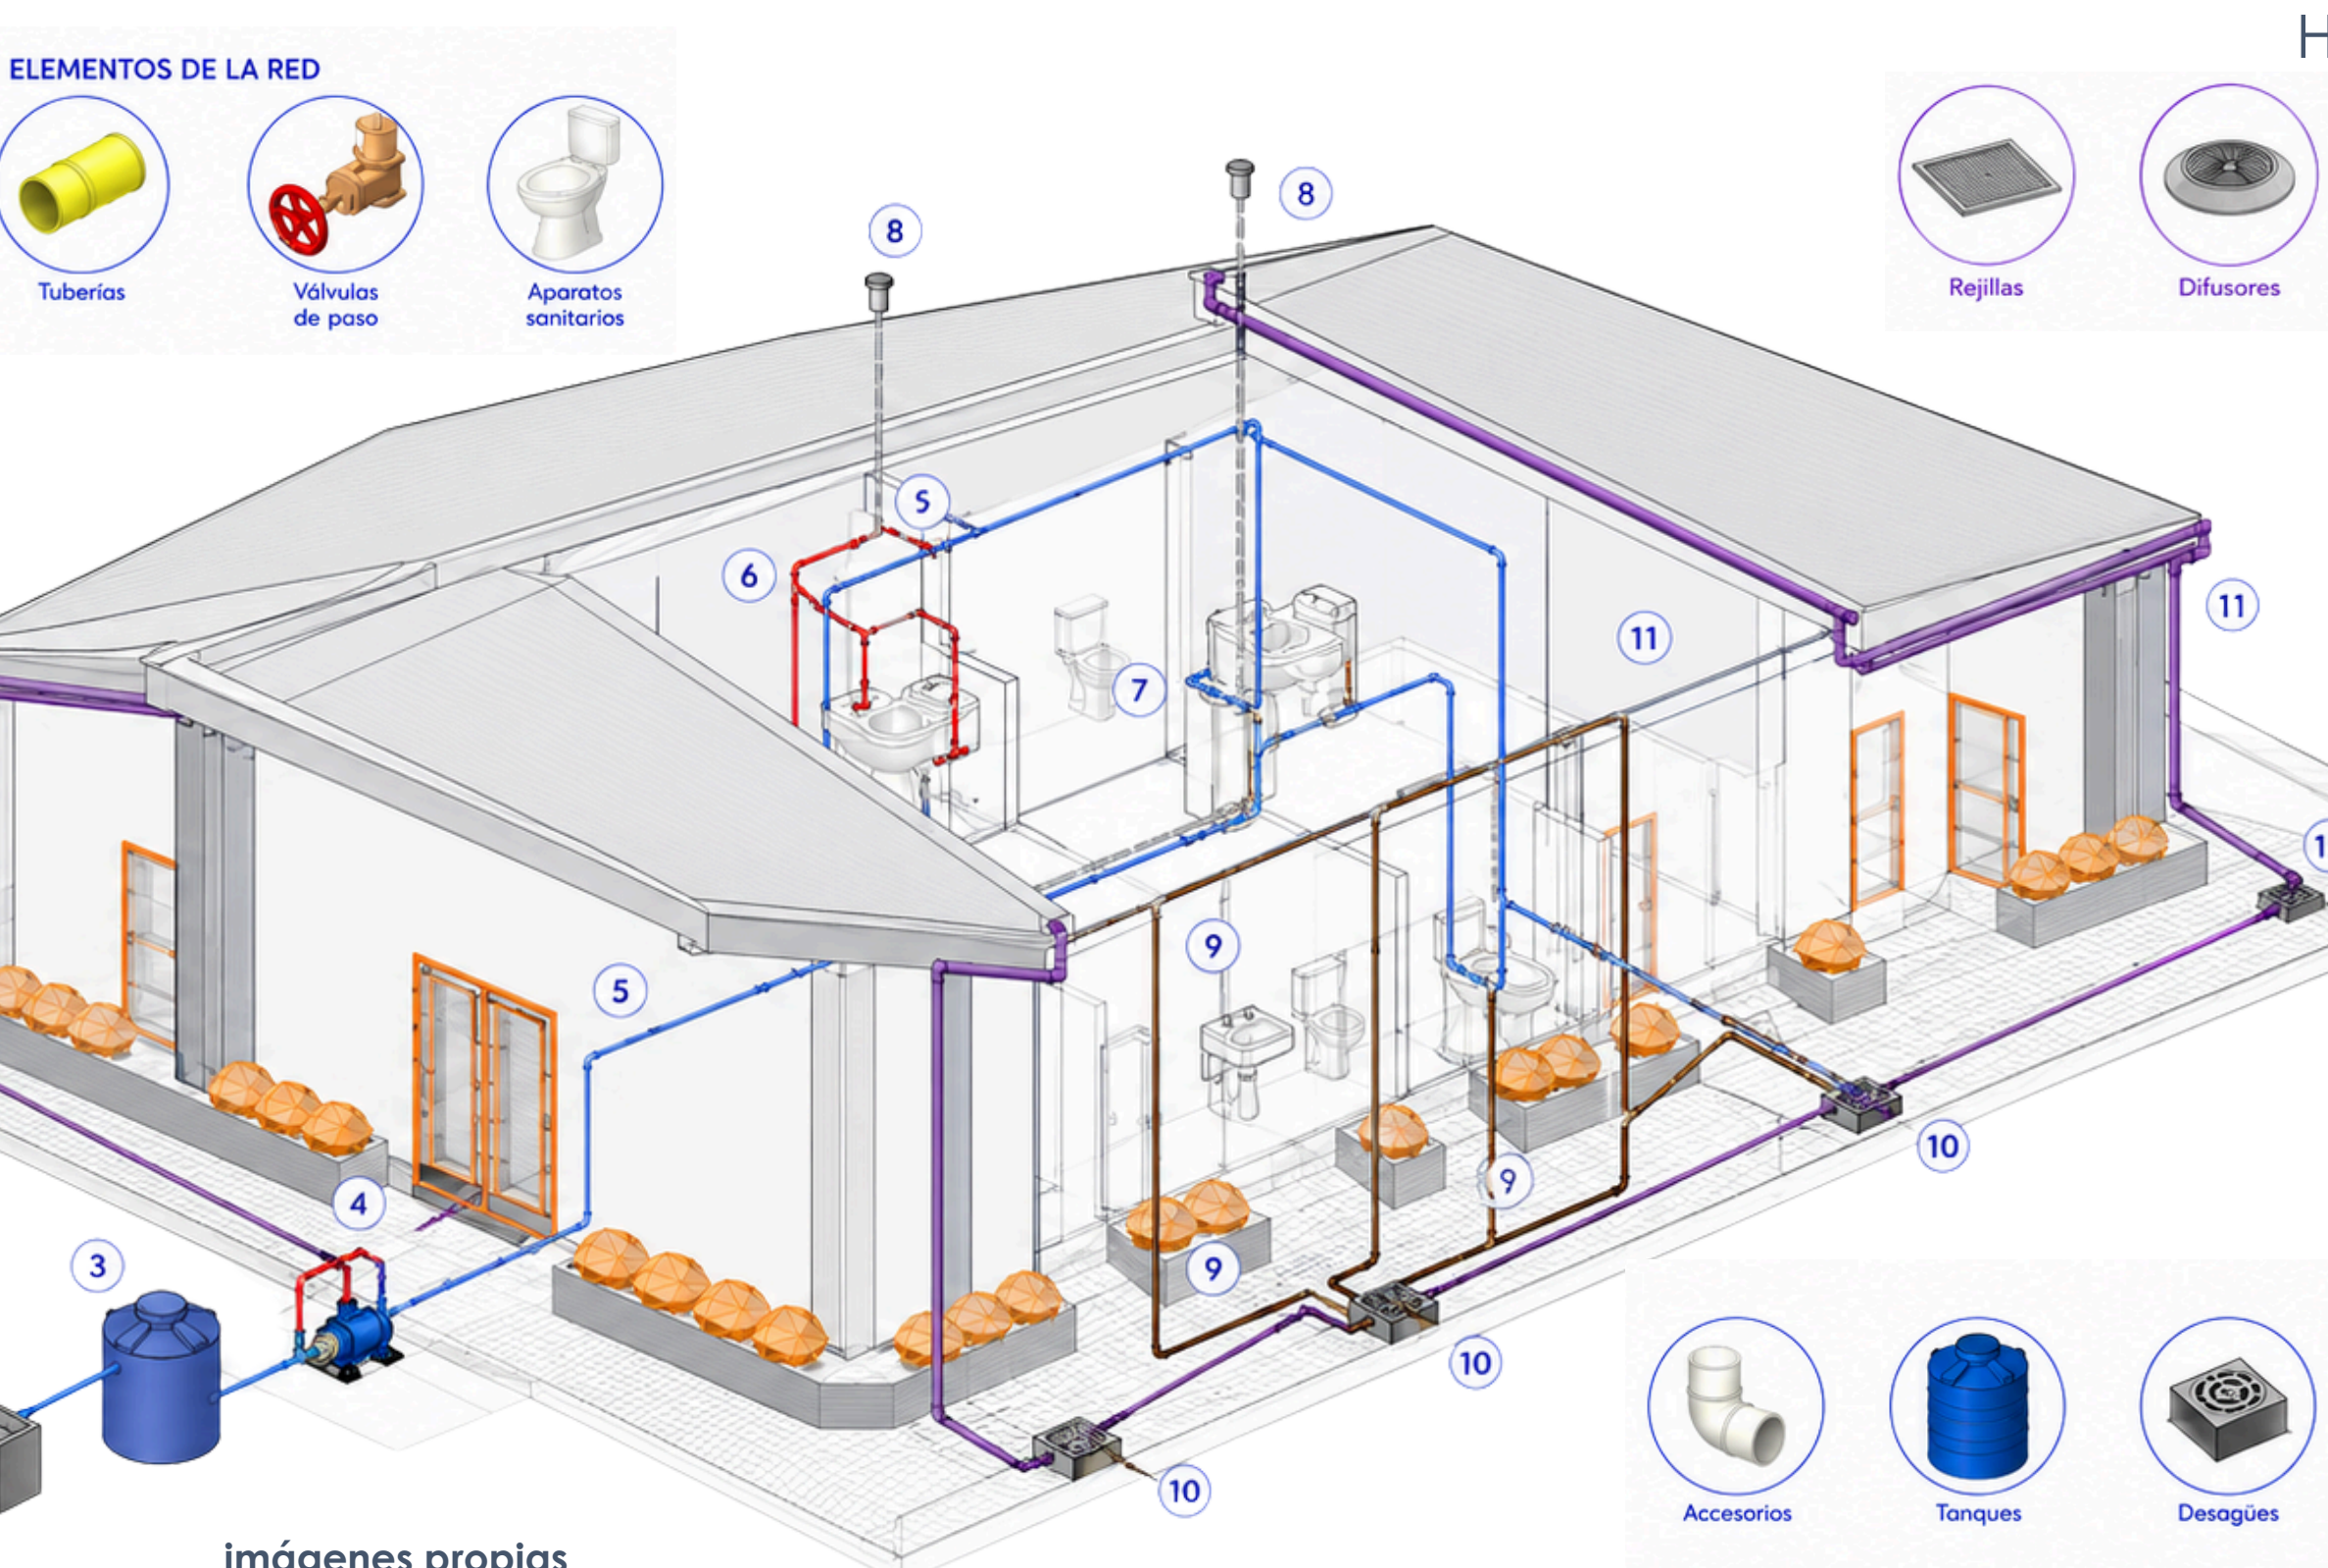 H
ELEMENTOS DE LA RED
Tuberías
Válvulas
de paso
Aparatos
sanitarios
Rejillas
Difusores
8
8
S
6
7
11
11
1
5
9
4
3
9
9
10
10
10
Accesorios
Tanques
Desagües
imágenes propias